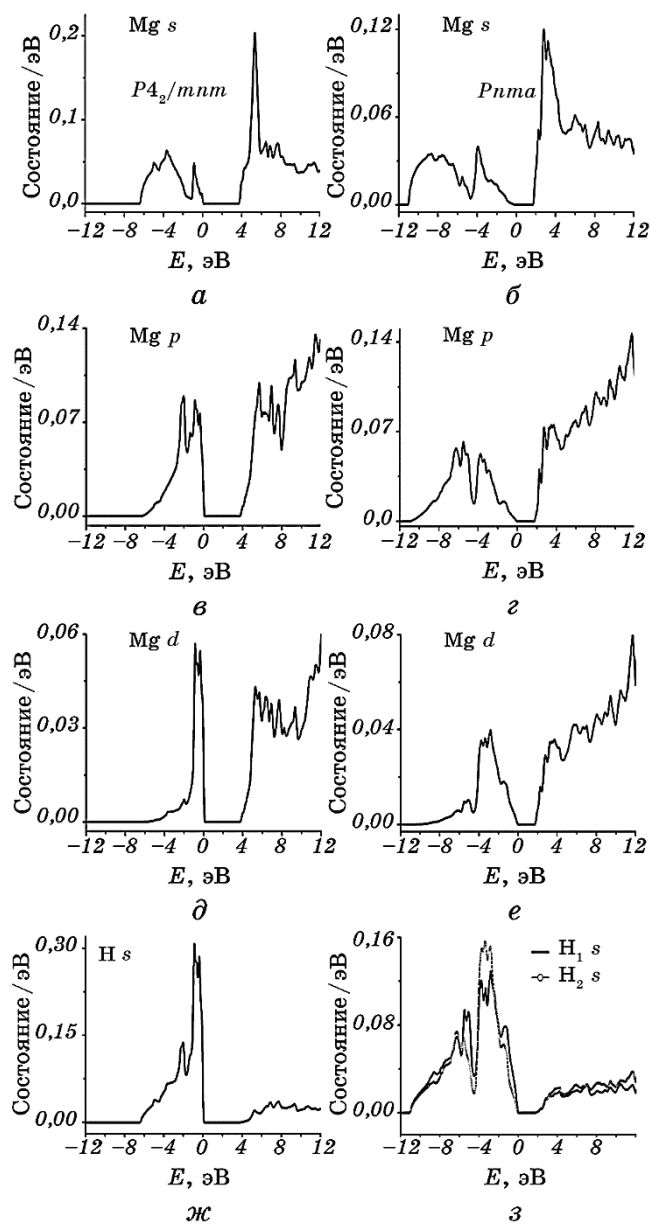 0,2
Mg s
P4₂/mnm
0,1
0,0
Состояние/эВ
−12 −8 −4 0 4 8 12
E, эВ
а
0,12
Mg s
Pnma
0,06
0,00
Состояние/эВ
−12 −8 −4 0 4 8 12
E, эВ
б
0,14
Mg p
0,07
0,00
Состояние/эВ
−12 −8 −4 0 4 8 12
E, эВ
в
0,14
Mg p
0,07
0,0
Состояние/эВ
−12 −8 −4 0 4 8 12
E, эВ
г
0,06
Mg d
0,03
0,00
Состояние/эВ
−12 −8 −4 0 4 8 12
E, эВ
д
0,08
Mg d
0,04
0,00
Состояние/эВ
−12 −8 −4 0 4 8 12
E, эВ
е
0,30
H s
0,15
0,00
Состояние/эВ
−12 −8 −4 0 4 8 12
E, эВ
ж
0,16
H₁ s
H₂ s
0,08
0,00
Состояние/эВ
−12 −8 −4 0 4 8 12
E, эВ
з